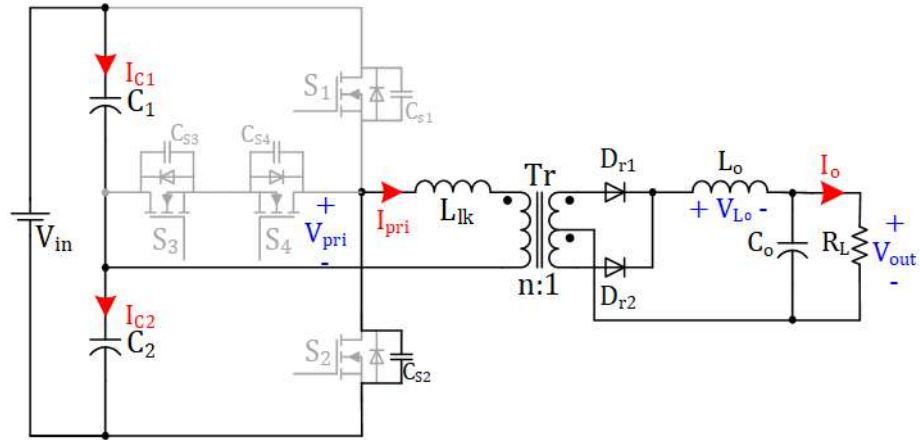 I_C1
C_1
S_1
C_s1
C_S3
C_S4
Tr
D_r1
L_o
I_o
V_in
S_3
S_4
+
V_pri
-
I_pri
L_lk
+ V_Lo -
C_o
R_L
+
V_out
-
n:1
D_r2
I_C2
C_2
S_2
C_S2